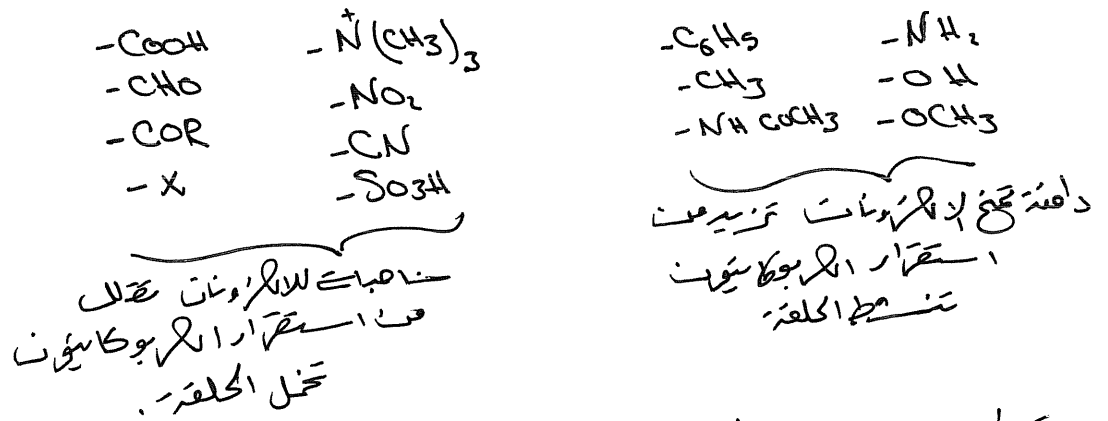 -C6H5 -NH2
-CH3 -OH
-NHCOCH3 -OCH3
دافعة تمنح الإلكترونات تزيد من
استقرار الكربوكاتيون
تنشط الحلقة
-COOH -N+(CH3)3
-CHO -NO2
-COR -CN
-X -SO3H
ساحبات للالكترونات تقلل
من استقرار الكربوكاتيون
تخمل الحلقة.